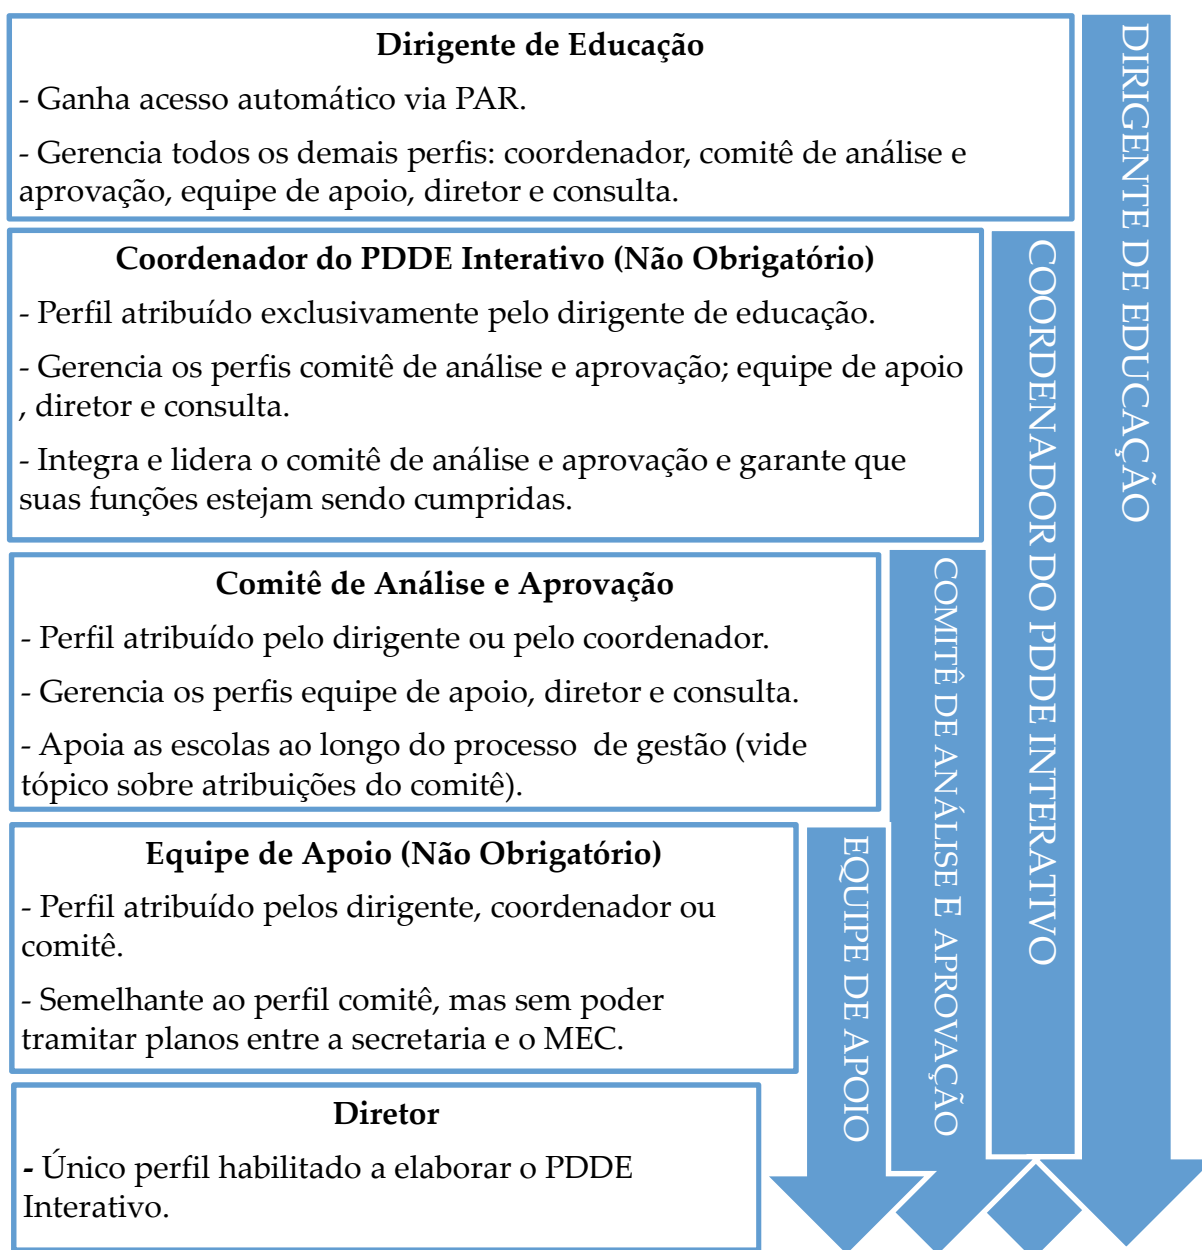 Dirigente de Educação
- Ganha acesso automático via PAR.
- Gerencia todos os demais perfis: coordenador, comitê de análise e
aprovação, equipe de apoio, diretor e consulta.
Coordenador do PDDE Interativo (Não Obrigatório)
- Perfil atribuído exclusivamente pelo dirigente de educação.
- Gerencia os perfis comitê de análise e aprovação; equipe de apoio
, diretor e consulta.
- Integra e lidera o comitê de análise e aprovação e garante que
suas funções estejam sendo cumpridas.
Comitê de Análise e Aprovação
- Perfil atribuído pelo dirigente ou pelo coordenador.
- Gerencia os perfis equipe de apoio, diretor e consulta.
- Apoia as escolas ao longo do processo  de gestão (vide
tópico sobre atribuições do comitê).
Equipe de Apoio (Não Obrigatório)
- Perfil atribuído pelos dirigente, coordenador ou
comitê.
- Semelhante ao perfil comitê, mas sem poder
tramitar planos entre a secretaria e o MEC.
Diretor
- Único perfil habilitado a elaborar o PDDE
Interativo.
EQUIPE DE APOIO
COMITÊ DE ANÁLISE E APROVAÇÃO
COORDENADOR DO PDDE INTERATIVO
DIRIGENTE DE EDUCAÇÃO